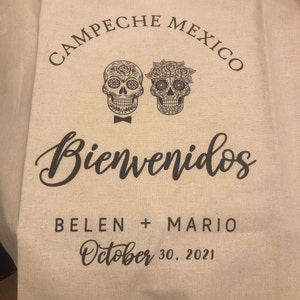 CAMPECHE MEXICO
Bienvenidos
BELEN + MARIO
October 30, 2021